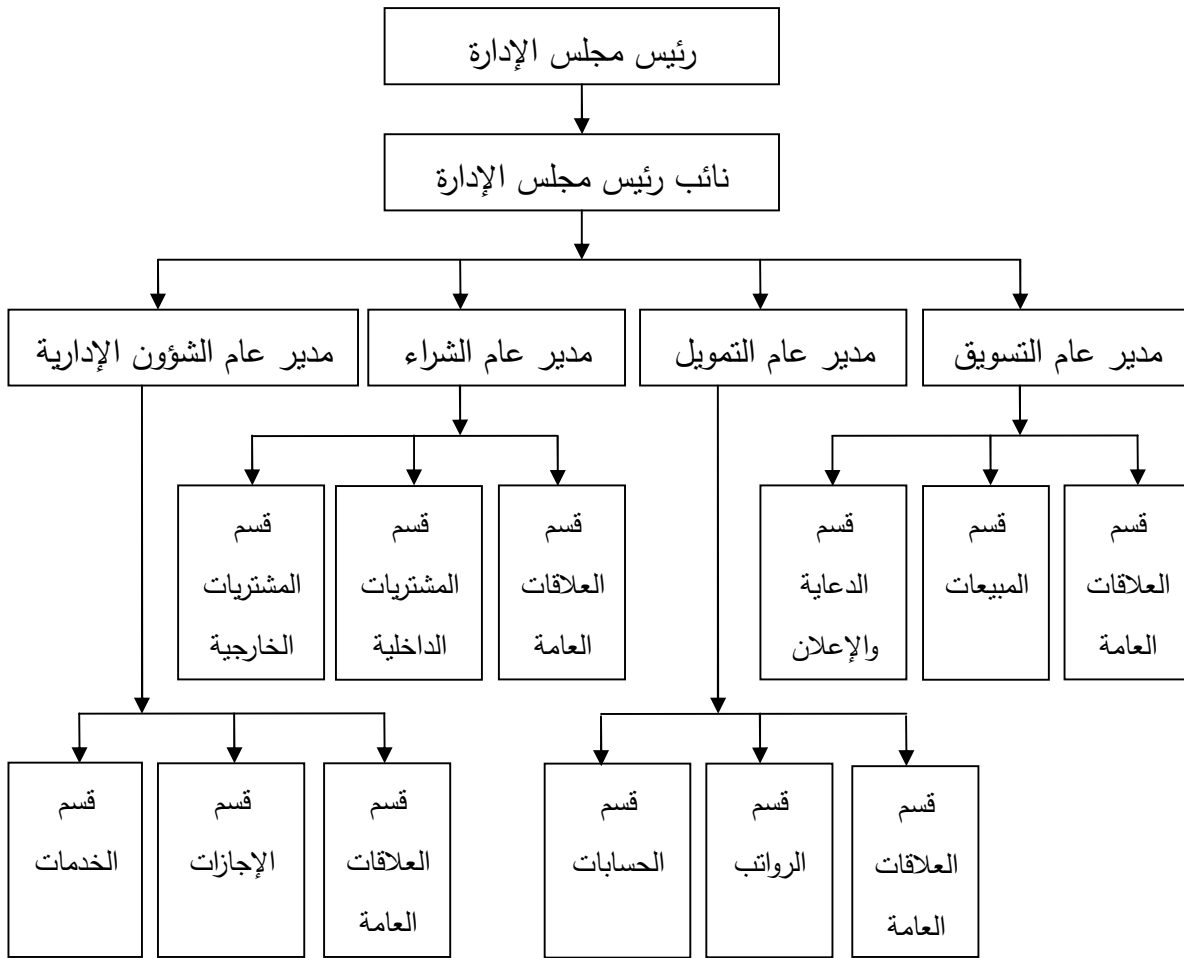 رئيس مجلس الإدارة
نائب رئيس مجلس الإدارة
مدير عام التسويق
مدير عام التمويل
مدير عام الشراء
مدير عام الشؤون الإدارية
قسم
العلاقات
العامة
قسم
المبيعات
قسم
الدعاية
والإعلان
قسم
العلاقات
العامة
قسم
المشتريات
الداخلية
قسم
المشتريات
الخارجية
قسم
العلاقات
العامة
قسم
الرواتب
قسم
الحسابات
قسم
العلاقات
العامة
قسم
الإجازات
قسم
الخدمات